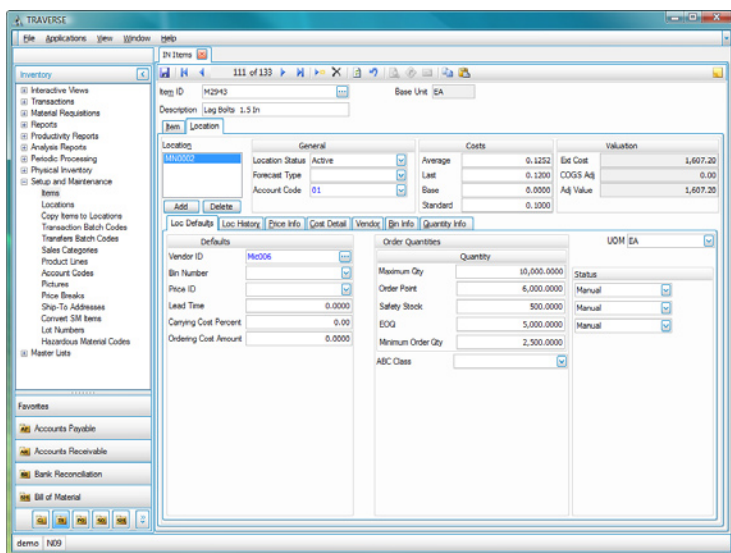 TRAVERSE
File Applications View Window Help
IN Items
Inventory
111 of 133
Interactive Views
Transactions
Material Requisitions
Reports
Productivity Reports
Analysis Reports
Periodic Processing
Physical Inventory
Setup and Maintenance
Items
Locations
Copy Items to Locations
Transaction Batch Codes
Transfers Batch Codes
Sales Categories
Product Lines
Account Codes
Pictures
Price Breaks
Ship-To Addresses
Convert SM Items
Lot Numbers
Hazardous Material Codes
Master Lists
Favorites
Accounts Payable
Accounts Receivable
Bank Reconciliation
Bill of Material
Item ID M2943 Base Unit EA
Description Lag Bolts 1.5 In
Item Location
Location General Costs Valuation
MN0002 Location Status Active Average 0.1252 Ext Cost 1,607.20
Forecast Type Last 0.1200 COGS Adj 0.00
Account Code 01 Base 0.0000 Adj Value 1,607.20
Add Delete Standard 0.1000
Loc Defaults Loc History Price Info Cost Detail Vendor Bin Info Quantity Info
Defaults Order Quantities UOM EA
Vendor ID Mic006 Quantity
Bin Number Maximum Qty 10,000.0000 Status
Price ID Order Point 6,000.0000 Manual
Lead Time 0.0000 Safety Stock 500.0000 Manual
Carrying Cost Percent 0.00 EOQ 5,000.0000 Manual
Ordering Cost Amount 0.0000 Minimum Order Qty 2,500.0000
ABC Class
demo N09